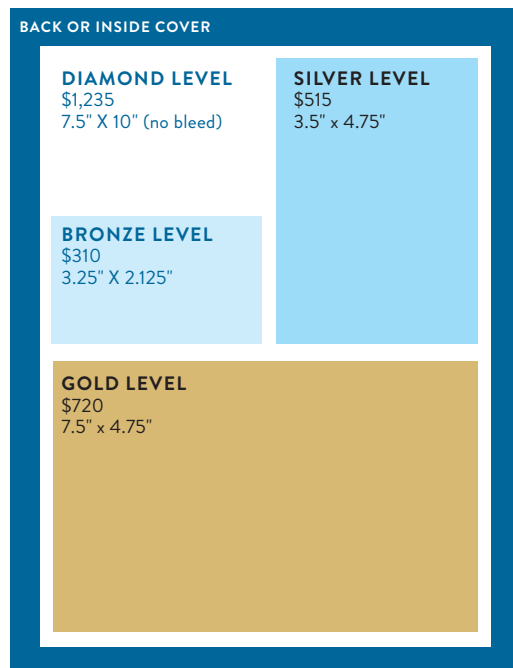 BACK OR INSIDE COVER
DIAMOND LEVEL
$1,235
7.5" X 10" (no bleed)
SILVER LEVEL
$515
3.5" x 4.75"
BRONZE LEVEL
$310
3.25" X 2.125"
GOLD LEVEL
$720
7.5" x 4.75"